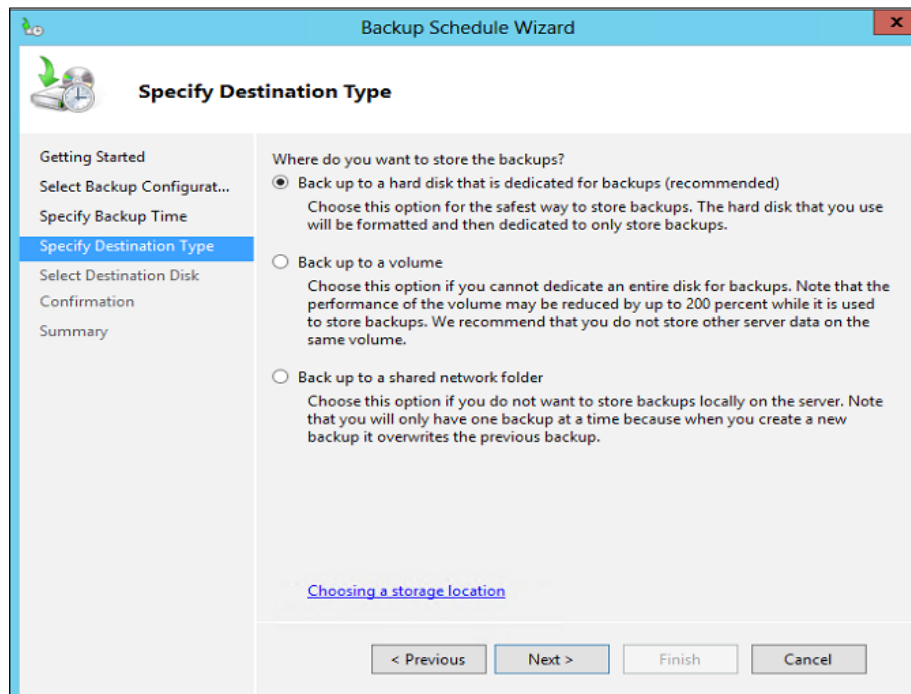 Backup Schedule Wizard
x
Specify Destination Type
Getting Started
Select Backup Configurat...
Specify Backup Time
Specify Destination Type
Select Destination Disk
Confirmation
Summary
Where do you want to store the backups?
Back up to a hard disk that is dedicated for backups (recommended)
Choose this option for the safest way to store backups. The hard disk that you use
will be formatted and then dedicated to only store backups.
Back up to a volume
Choose this option if you cannot dedicate an entire disk for backups. Note that the
performance of the volume may be reduced by up to 200 percent while it is used
to store backups. We recommend that you do not store other server data on the
same volume.
Back up to a shared network folder
Choose this option if you do not want to store backups locally on the server. Note
that you will only have one backup at a time because when you create a new
backup it overwrites the previous backup.
Choosing a storage location
< Previous
Next >
Finish
Cancel